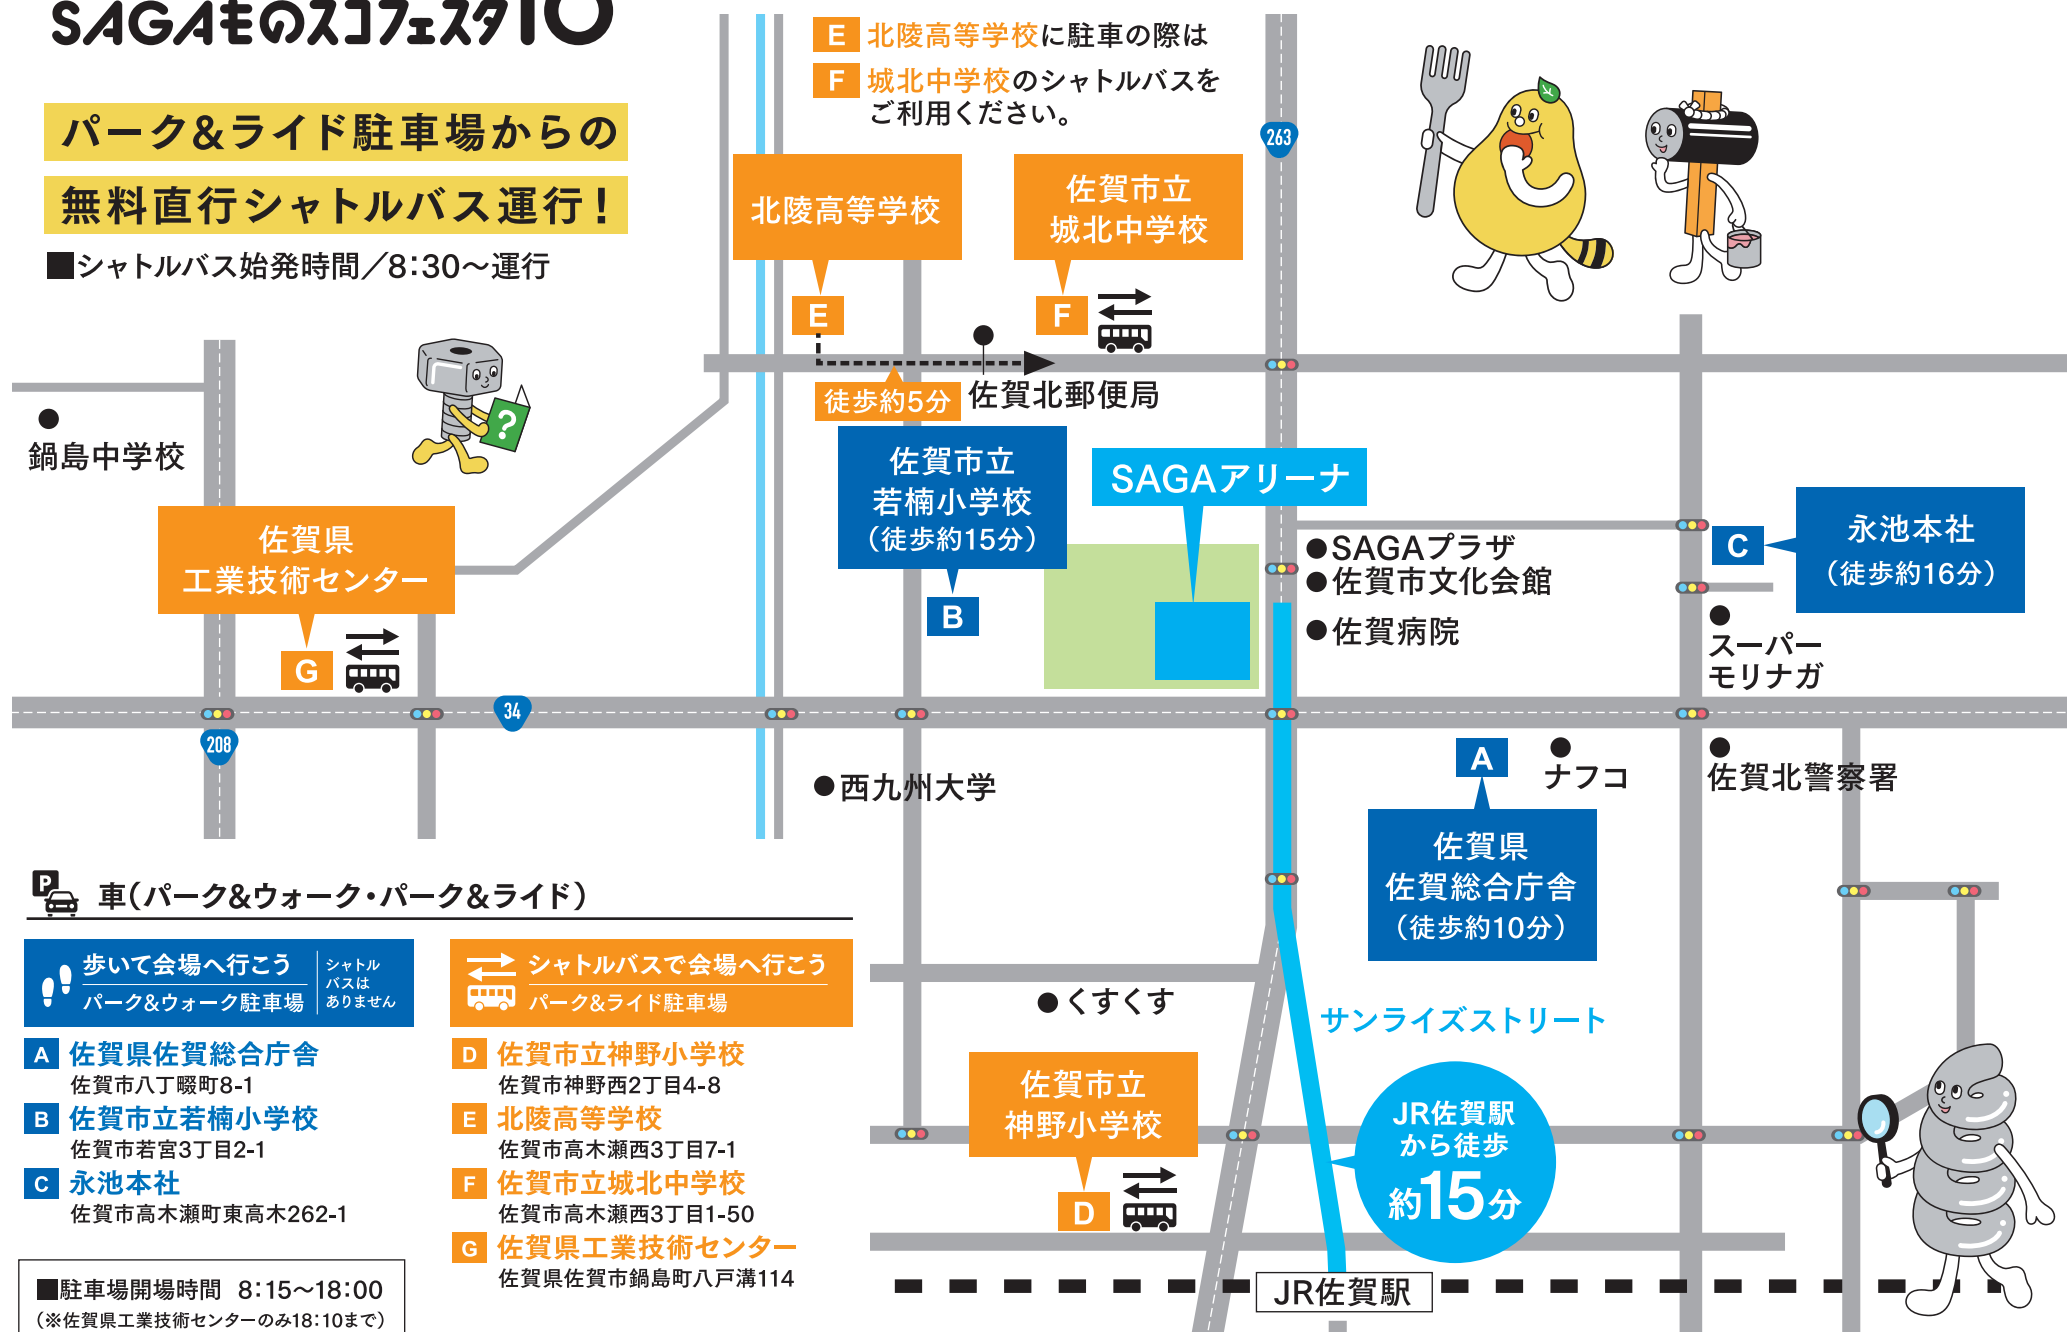 SAGAものスコフェスタ10
パーク&ライド駐車場からの
無料直行シャトルバス運行！
■シャトルバス始発時間／8:30〜運行
E 北陵高等学校に駐車の際は
F 城北中学校のシャトルバスを
ご利用ください。
263
北陵高等学校
佐賀市立
城北中学校
E
F
徒歩約5分
佐賀北郵便局
鍋島中学校
?
佐賀市立
若楠小学校
（徒歩約15分）
B
SAGAアリーナ
佐賀県
工業技術センター
G
●SAGAプラザ
●佐賀市文化会館
●佐賀病院
C
永池本社
（徒歩約16分）
スーパー
モリナガ
34
208
●西九州大学
A
ナフコ
佐賀北警察署
佐賀県
佐賀総合庁舎
（徒歩約10分）
●くすくす
サンライズストリート
佐賀市立
神野小学校
D
JR佐賀駅
から徒歩
約15分
JR佐賀駅
P
車（パーク&ウォーク・パーク&ライド）
歩いて会場へ行こう
パーク&ウォーク駐車場
シャトル
バスは
ありません
A 佐賀県佐賀総合庁舎
佐賀市八丁畷町8-1
B 佐賀市立若楠小学校
佐賀市若宮3丁目2-1
C 永池本社
佐賀市高木瀬町東高木262-1
シャトルバスで会場へ行こう
パーク&ライド駐車場
D 佐賀市立神野小学校
佐賀市神野西2丁目4-8
E 北陵高等学校
佐賀市高木瀬西3丁目7-1
F 佐賀市立城北中学校
佐賀市高木瀬西3丁目1-50
G 佐賀県工業技術センター
佐賀県佐賀市鍋島町八戸溝114
■駐車場開場時間 8:15〜18:00
（※佐賀県工業技術センターのみ18:10まで）